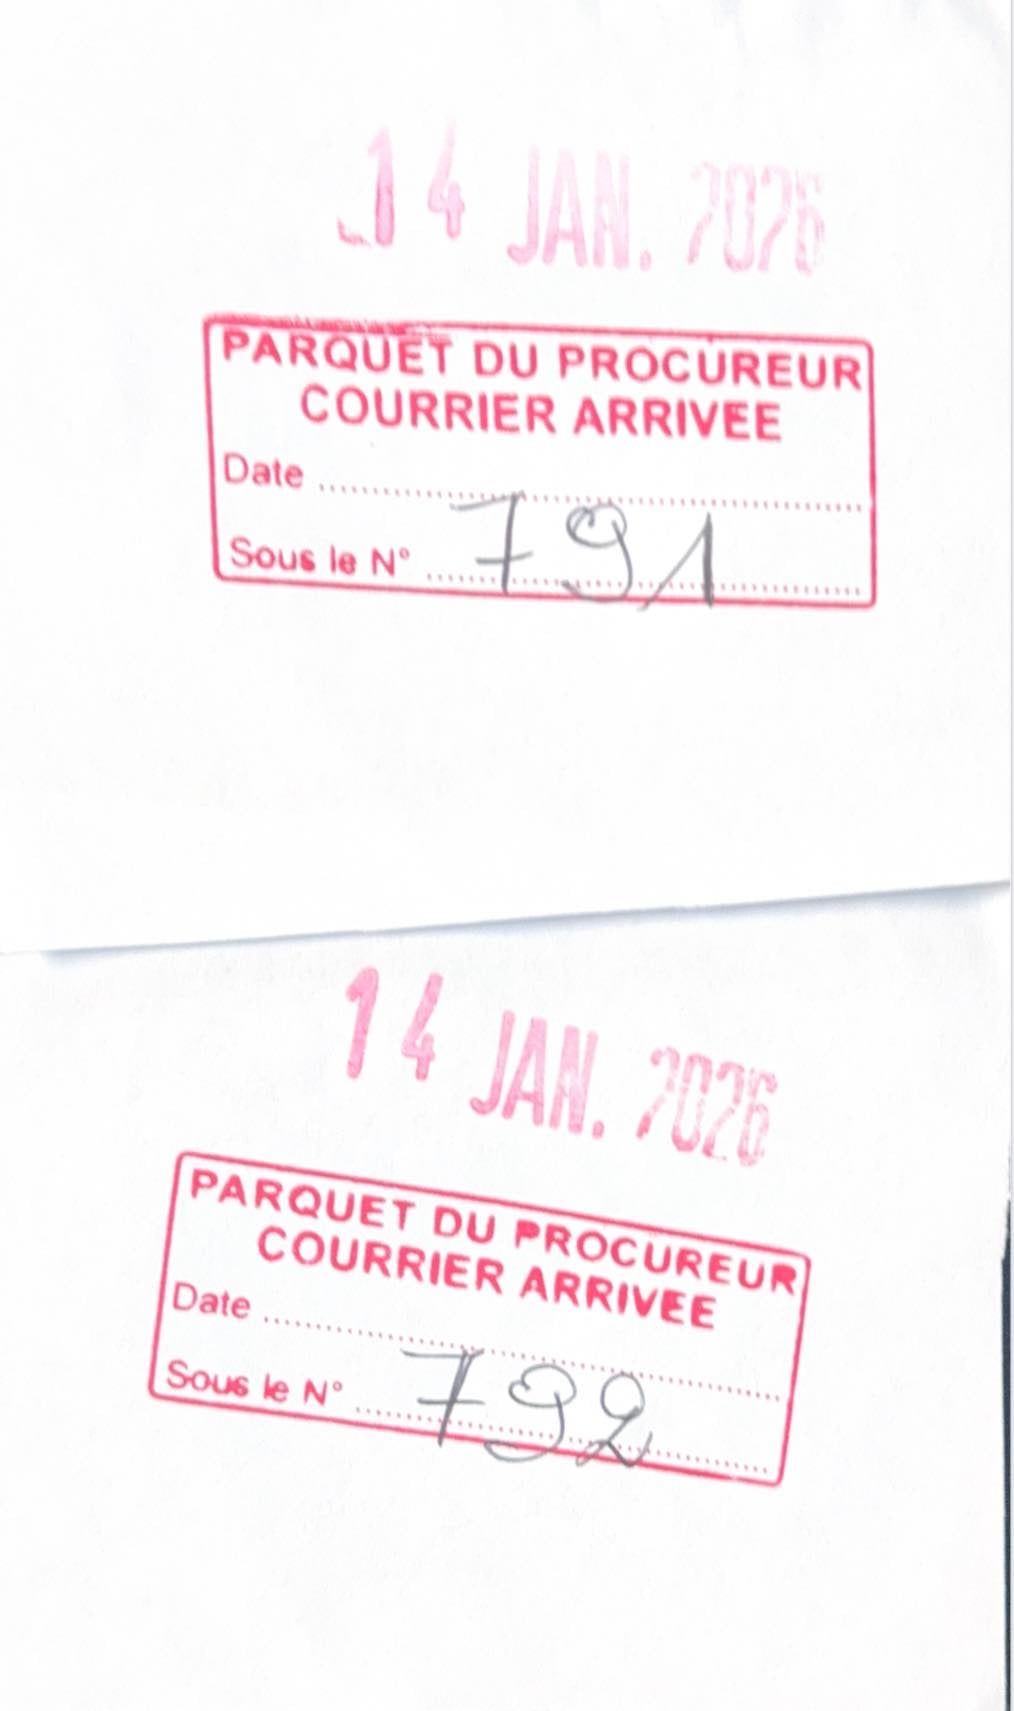 14 JAN. 2026
PARQUET DU PROCUREUR
COURRIER ARRIVEE
Date ........................................
Sous le N° 791
14 JAN. 2026
PARQUET DU PROCUREUR
COURRIER ARRIVEE
Date ........................................
Sous le N° 792